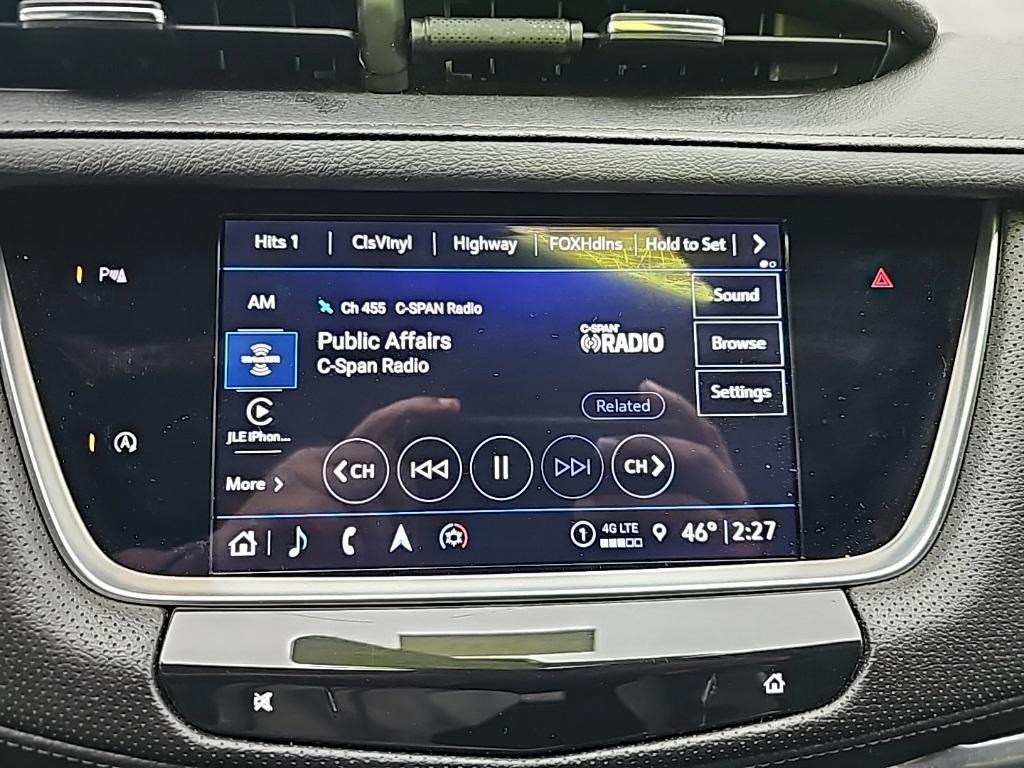 Hits 1 | ClsVinyl | Highway | FOXHdlns | Hold to Set |
AM
Ch 455 C-SPAN Radio
Sound
Public Affairs
C-SPAN
RADIO
SiriusXM
Browse
C-Span Radio
Settings
Related
JLE iPhon...
CH
CH
More
4G LTE
46° 2:27
P
A